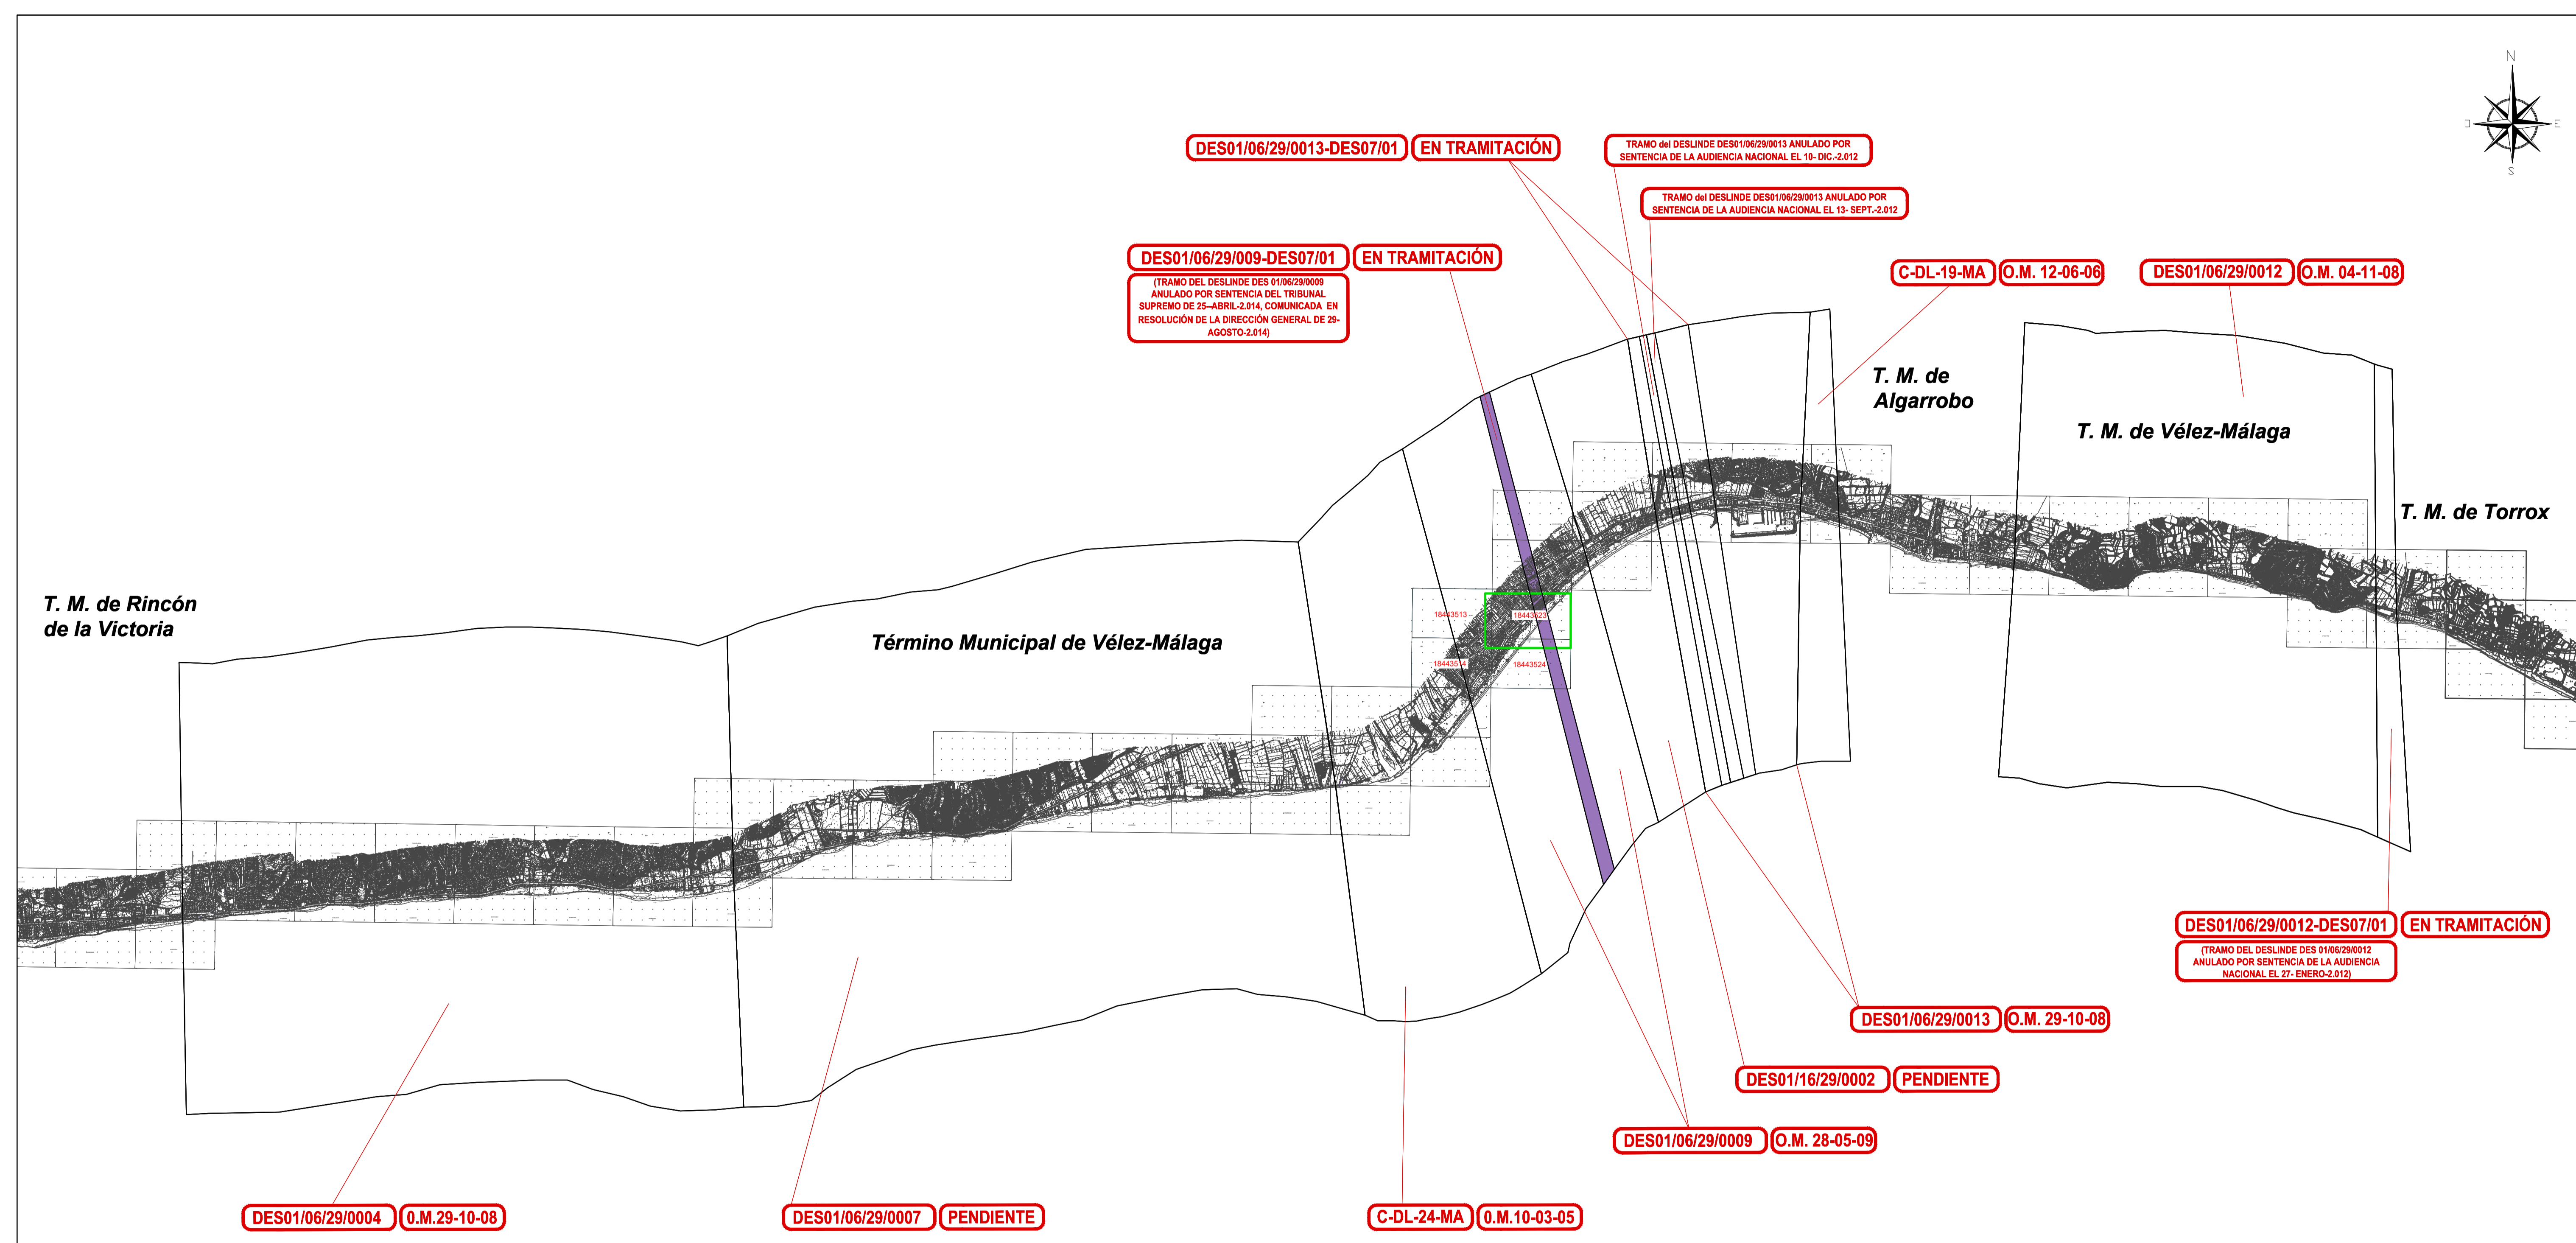 N
O
E
S
DES01/06/29/0013-DES07/01
EN TRAMITACIÓN
TRAMO del DESLINDE DES01/06/29/0013 ANULADO POR
SENTENCIA DE LA AUDIENCIA NACIONAL EL 10- DIC.-2.012
TRAMO del DESLINDE DES01/06/29/0013 ANULADO POR
SENTENCIA DE LA AUDIENCIA NACIONAL EL 13- SEPT.-2.012
DES01/06/29/009-DES07/01
EN TRAMITACIÓN
(TRAMO DEL DESLINDE DES 01/06/29/0009
ANULADO POR SENTENCIA DEL TRIBUNAL
SUPREMO DE 25--ABRIL-2.014, COMUNICADA EN
RESOLUCIÓN DE LA DIRECCIÓN GENERAL DE 29-
AGOSTO-2.014)
C-DL-19-MA
O.M. 12-06-06
DES01/06/29/0012
O.M. 04-11-08
T. M. de
Algarrobo
T. M. de Vélez-Málaga
T. M. de Torrox
T. M. de Rincón
de la Victoria
Término Municipal de Vélez-Málaga
18443513
18443523
18443514
18443524
DES01/06/29/0012-DES07/01
EN TRAMITACIÓN
(TRAMO DEL DESLINDE DES 01/06/29/0012
ANULADO POR SENTENCIA DE LA AUDIENCIA
NACIONAL EL 27- ENERO-2.012)
DES01/06/29/0013
O.M. 29-10-08
DES01/16/29/0002
PENDIENTE
DES01/06/29/0009
O.M. 28-05-09
DES01/06/29/0004
0.M.29-10-08
DES01/06/29/0007
PENDIENTE
C-DL-24-MA
0.M.10-03-05